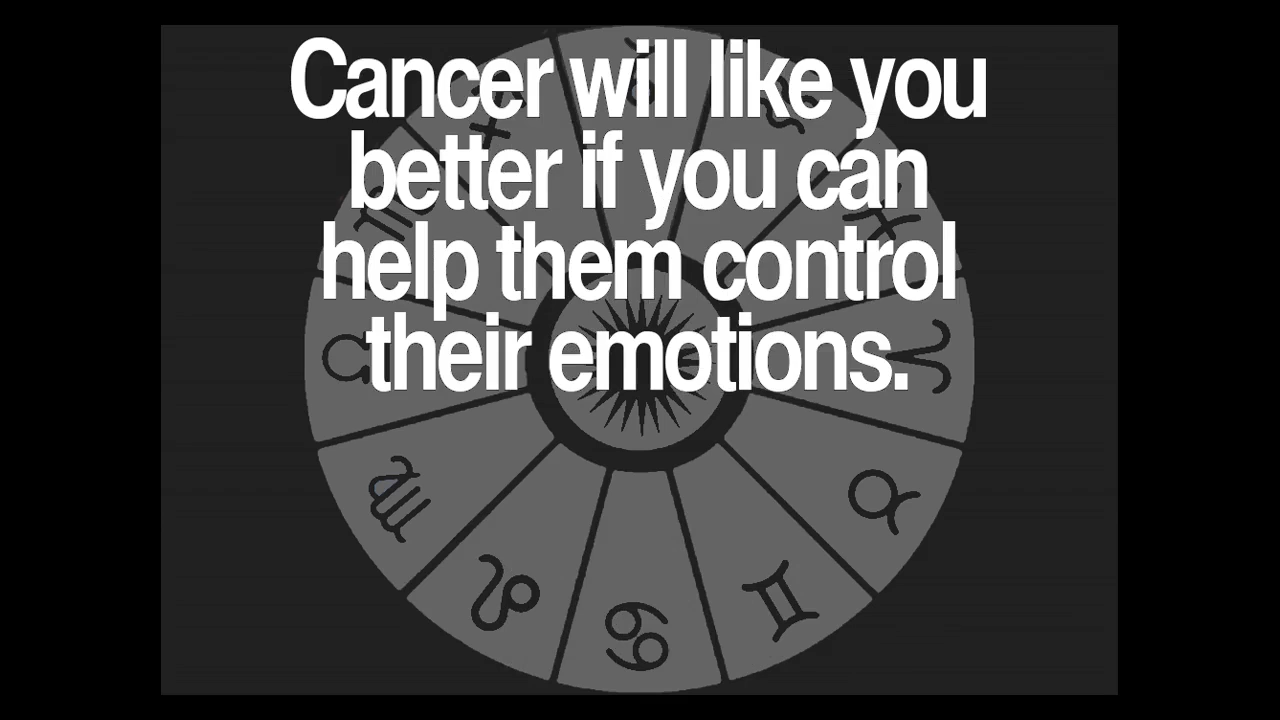 Cancer will like you
better if you can
help them control
their emotions.